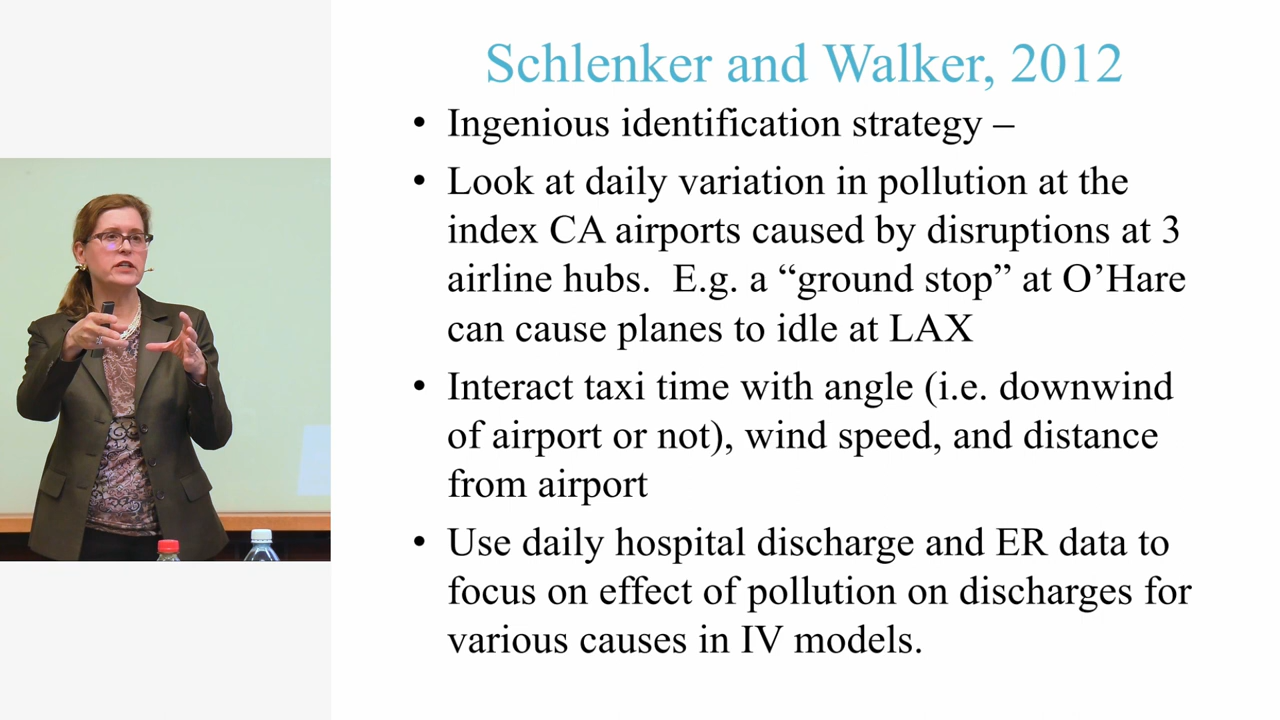 Schlenker and Walker, 2012
• Ingenious identification strategy –
• Look at daily variation in pollution at the
index CA airports caused by disruptions at 3
airline hubs.  E.g. a “ground stop” at O’Hare
can cause planes to idle at LAX
• Interact taxi time with angle (i.e. downwind
of airport or not), wind speed, and distance
from airport
• Use daily hospital discharge and ER data to
focus on effect of pollution on discharges for
various causes in IV models.